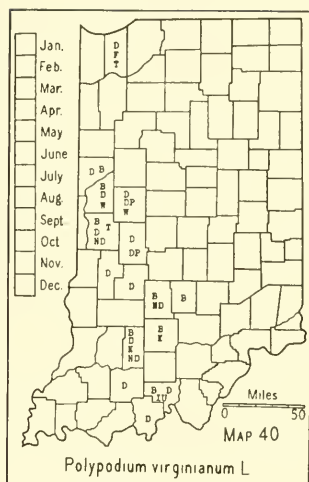 Jan.
Feb.
Mar.
Apr.
May
June
July
Aug.
Sept.
Oct
Nov.
Dec.
D
F
T
D B
B
D
W
D
DP
W
B T
D
ND
D
DP
D
D
B
ND
B
B
K
B
D
K
ND
D
B D
IU
D
Miles
0 50
MAP 40
Polypodium virginianum L